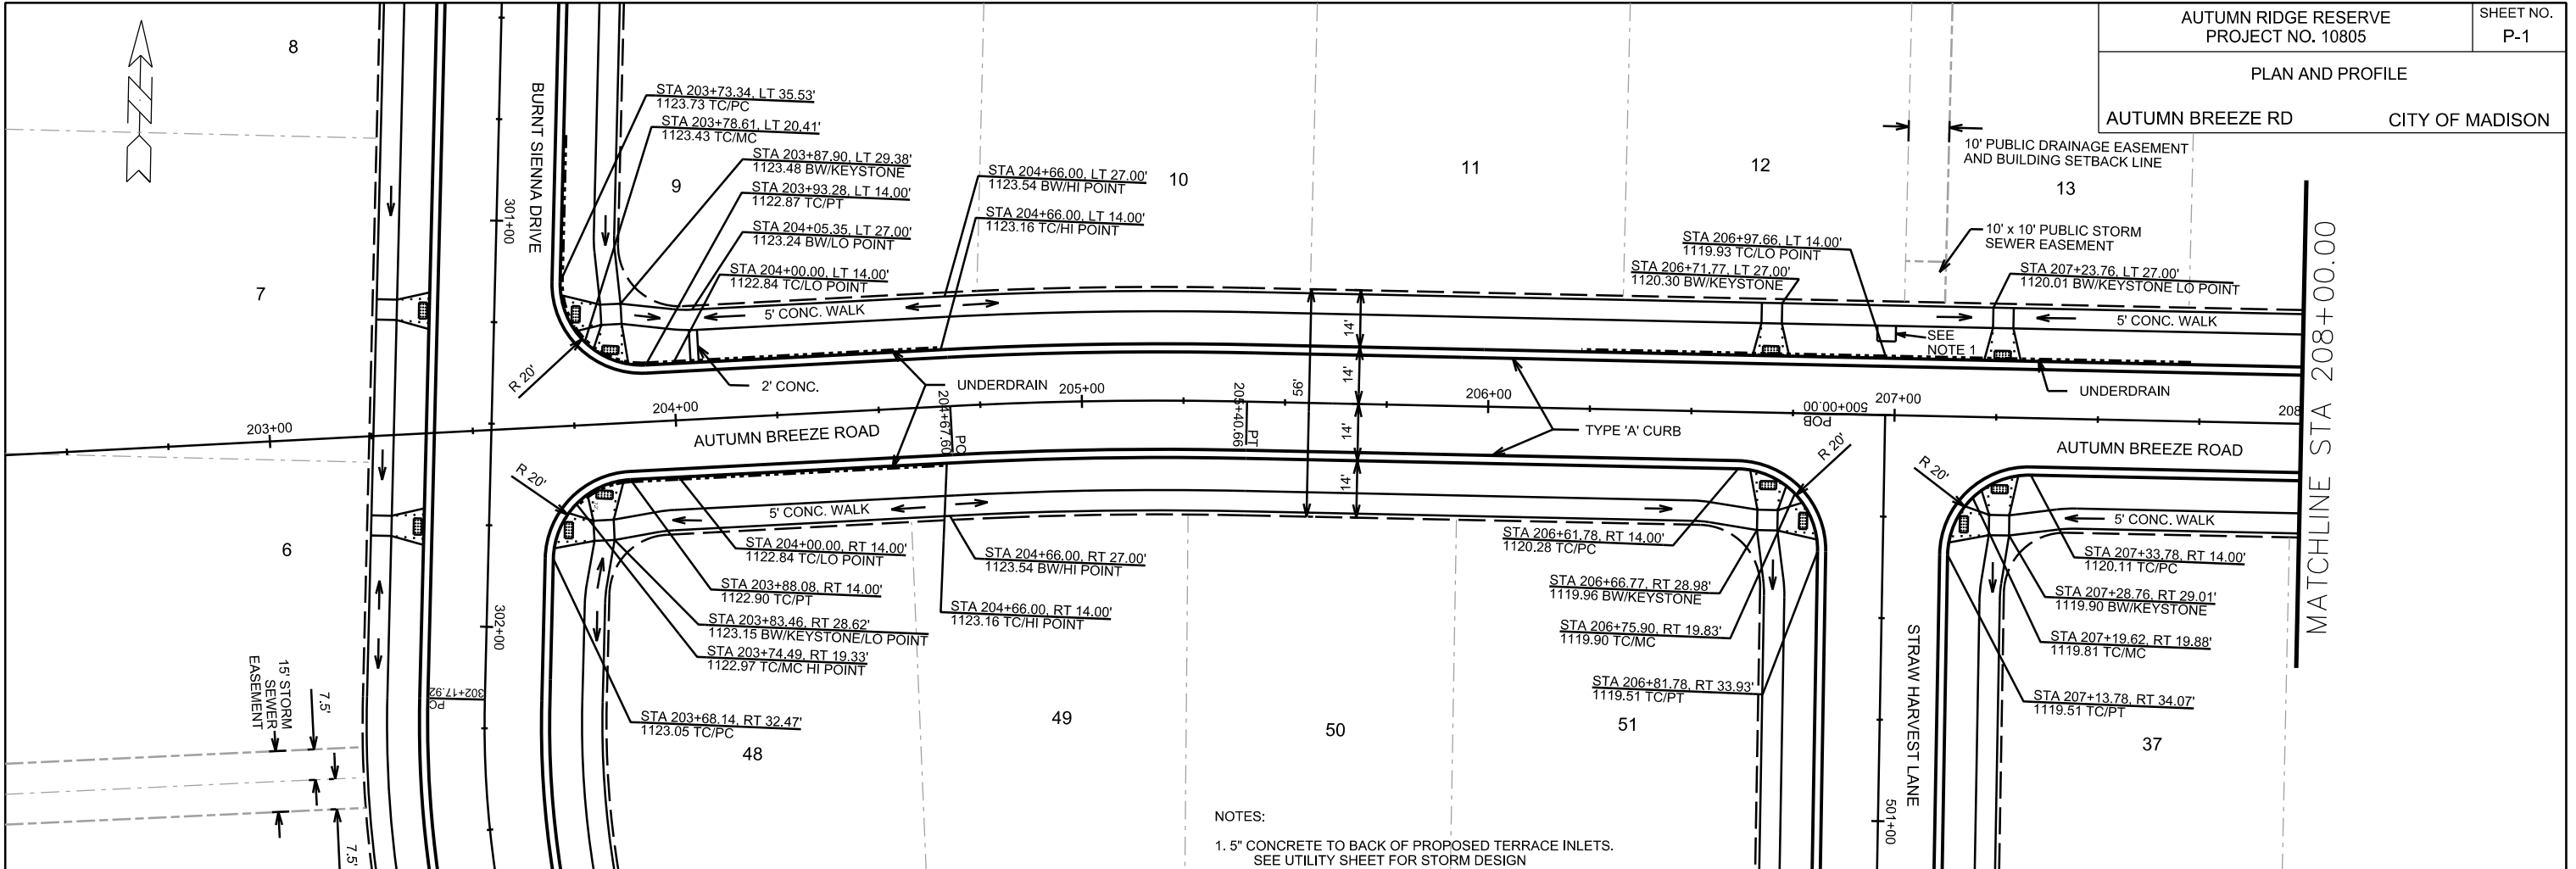 AUTUMN RIDGE RESERVE
PROJECT NO. 10805
SHEET NO.
P-1
PLAN AND PROFILE
AUTUMN BREEZE RD
CITY OF MADISON
8
BURNT SIENNA DRIVE
301+00
STA 203+73.34, LT 35.53'
1123.73 TC/PC
STA 203+78.61, LT 20.41'
1123.43 TC/MC
STA 203+87.90, LT 29.38'
1123.48 BW/KEYSTONE
STA 203+93.28, LT 14.00'
1122.87 TC/PT
STA 204+05.35, LT 27.00'
1123.24 BW/LO POINT
STA 204+00.00, LT 14.00'
1122.84 TC/LO POINT
9
STA 204+66.00, LT 27.00'
1123.54 BW/HI POINT
STA 204+66.00, LT 14.00'
1123.16 TC/HI POINT
10
11
12
10' PUBLIC DRAINAGE EASEMENT
AND BUILDING SETBACK LINE
13
10' x 10' PUBLIC STORM
SEWER EASEMENT
STA 206+97.66, LT 14.00'
1119.93 TC/LO POINT
STA 206+71.77, LT 27.00'
1120.30 BW/KEYSTONE
STA 207+23.76, LT 27.00'
1120.01 BW/KEYSTONE LO POINT
7
5' CONC. WALK
14'
14'
56'
14'
14'
SEE
NOTE 1
5' CONC. WALK
MATCHLINE STA 208+00.00
R 20'
2' CONC.
UNDERDRAIN
UNDERDRAIN
203+00
204+00
204+67.60
PC
205+00
205+40.66
PT
206+00
500+00.00
POB
207+00
208
AUTUMN BREEZE ROAD
TYPE 'A' CURB
AUTUMN BREEZE ROAD
R 20'
R 20'
R 20'
6
5' CONC. WALK
5' CONC. WALK
STA 204+00.00, RT 14.00'
1122.84 TC/LO POINT
STA 203+88.08, RT 14.00'
1122.90 TC/PT
STA 203+83.46, RT 28.62'
1123.15 BW/KEYSTONE/LO POINT
STA 203+74.49, RT 19.33'
1122.97 TC/MC HI POINT
STA 203+68.14, RT 32.47'
1123.05 TC/PC
STA 204+66.00, RT 27.00'
1123.54 BW/HI POINT
STA 204+66.00, RT 14.00'
1123.16 TC/HI POINT
STA 206+61.78, RT 14.00'
1120.28 TC/PC
STA 206+66.77, RT 28.98'
1119.96 BW/KEYSTONE
STA 206+75.90, RT 19.83'
1119.90 TC/MC
STA 206+81.78, RT 33.93'
1119.51 TC/PT
STA 207+33.78, RT 14.00'
1120.11 TC/PC
STA 207+28.76, RT 29.01'
1119.90 BW/KEYSTONE
STA 207+19.62, RT 19.88'
1119.81 TC/MC
STA 207+13.78, RT 34.07'
1119.51 TC/PT
302+00
302+17.92
PC
15' STORM
SEWER
EASEMENT
7.5'
7.5'
48
49
50
51
STRAW HARVEST LANE
501+00
37
NOTES:
1. 5" CONCRETE TO BACK OF PROPOSED TERRACE INLETS.
SEE UTILITY SHEET FOR STORM DESIGN